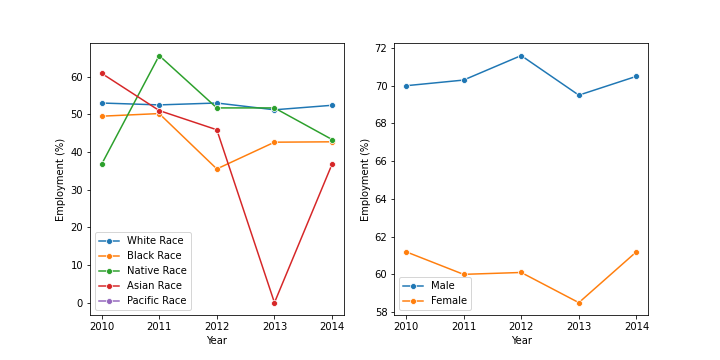 Employment (%)
60
50
40
30
20
10
0
White Race
Black Race
Native Race
Asian Race
Pacific Race
2010 2011 2012 2013 2014
Year
Employment (%)
72
70
68
66
64
62
60
58
Male
Female
2010 2011 2012 2013 2014
Year